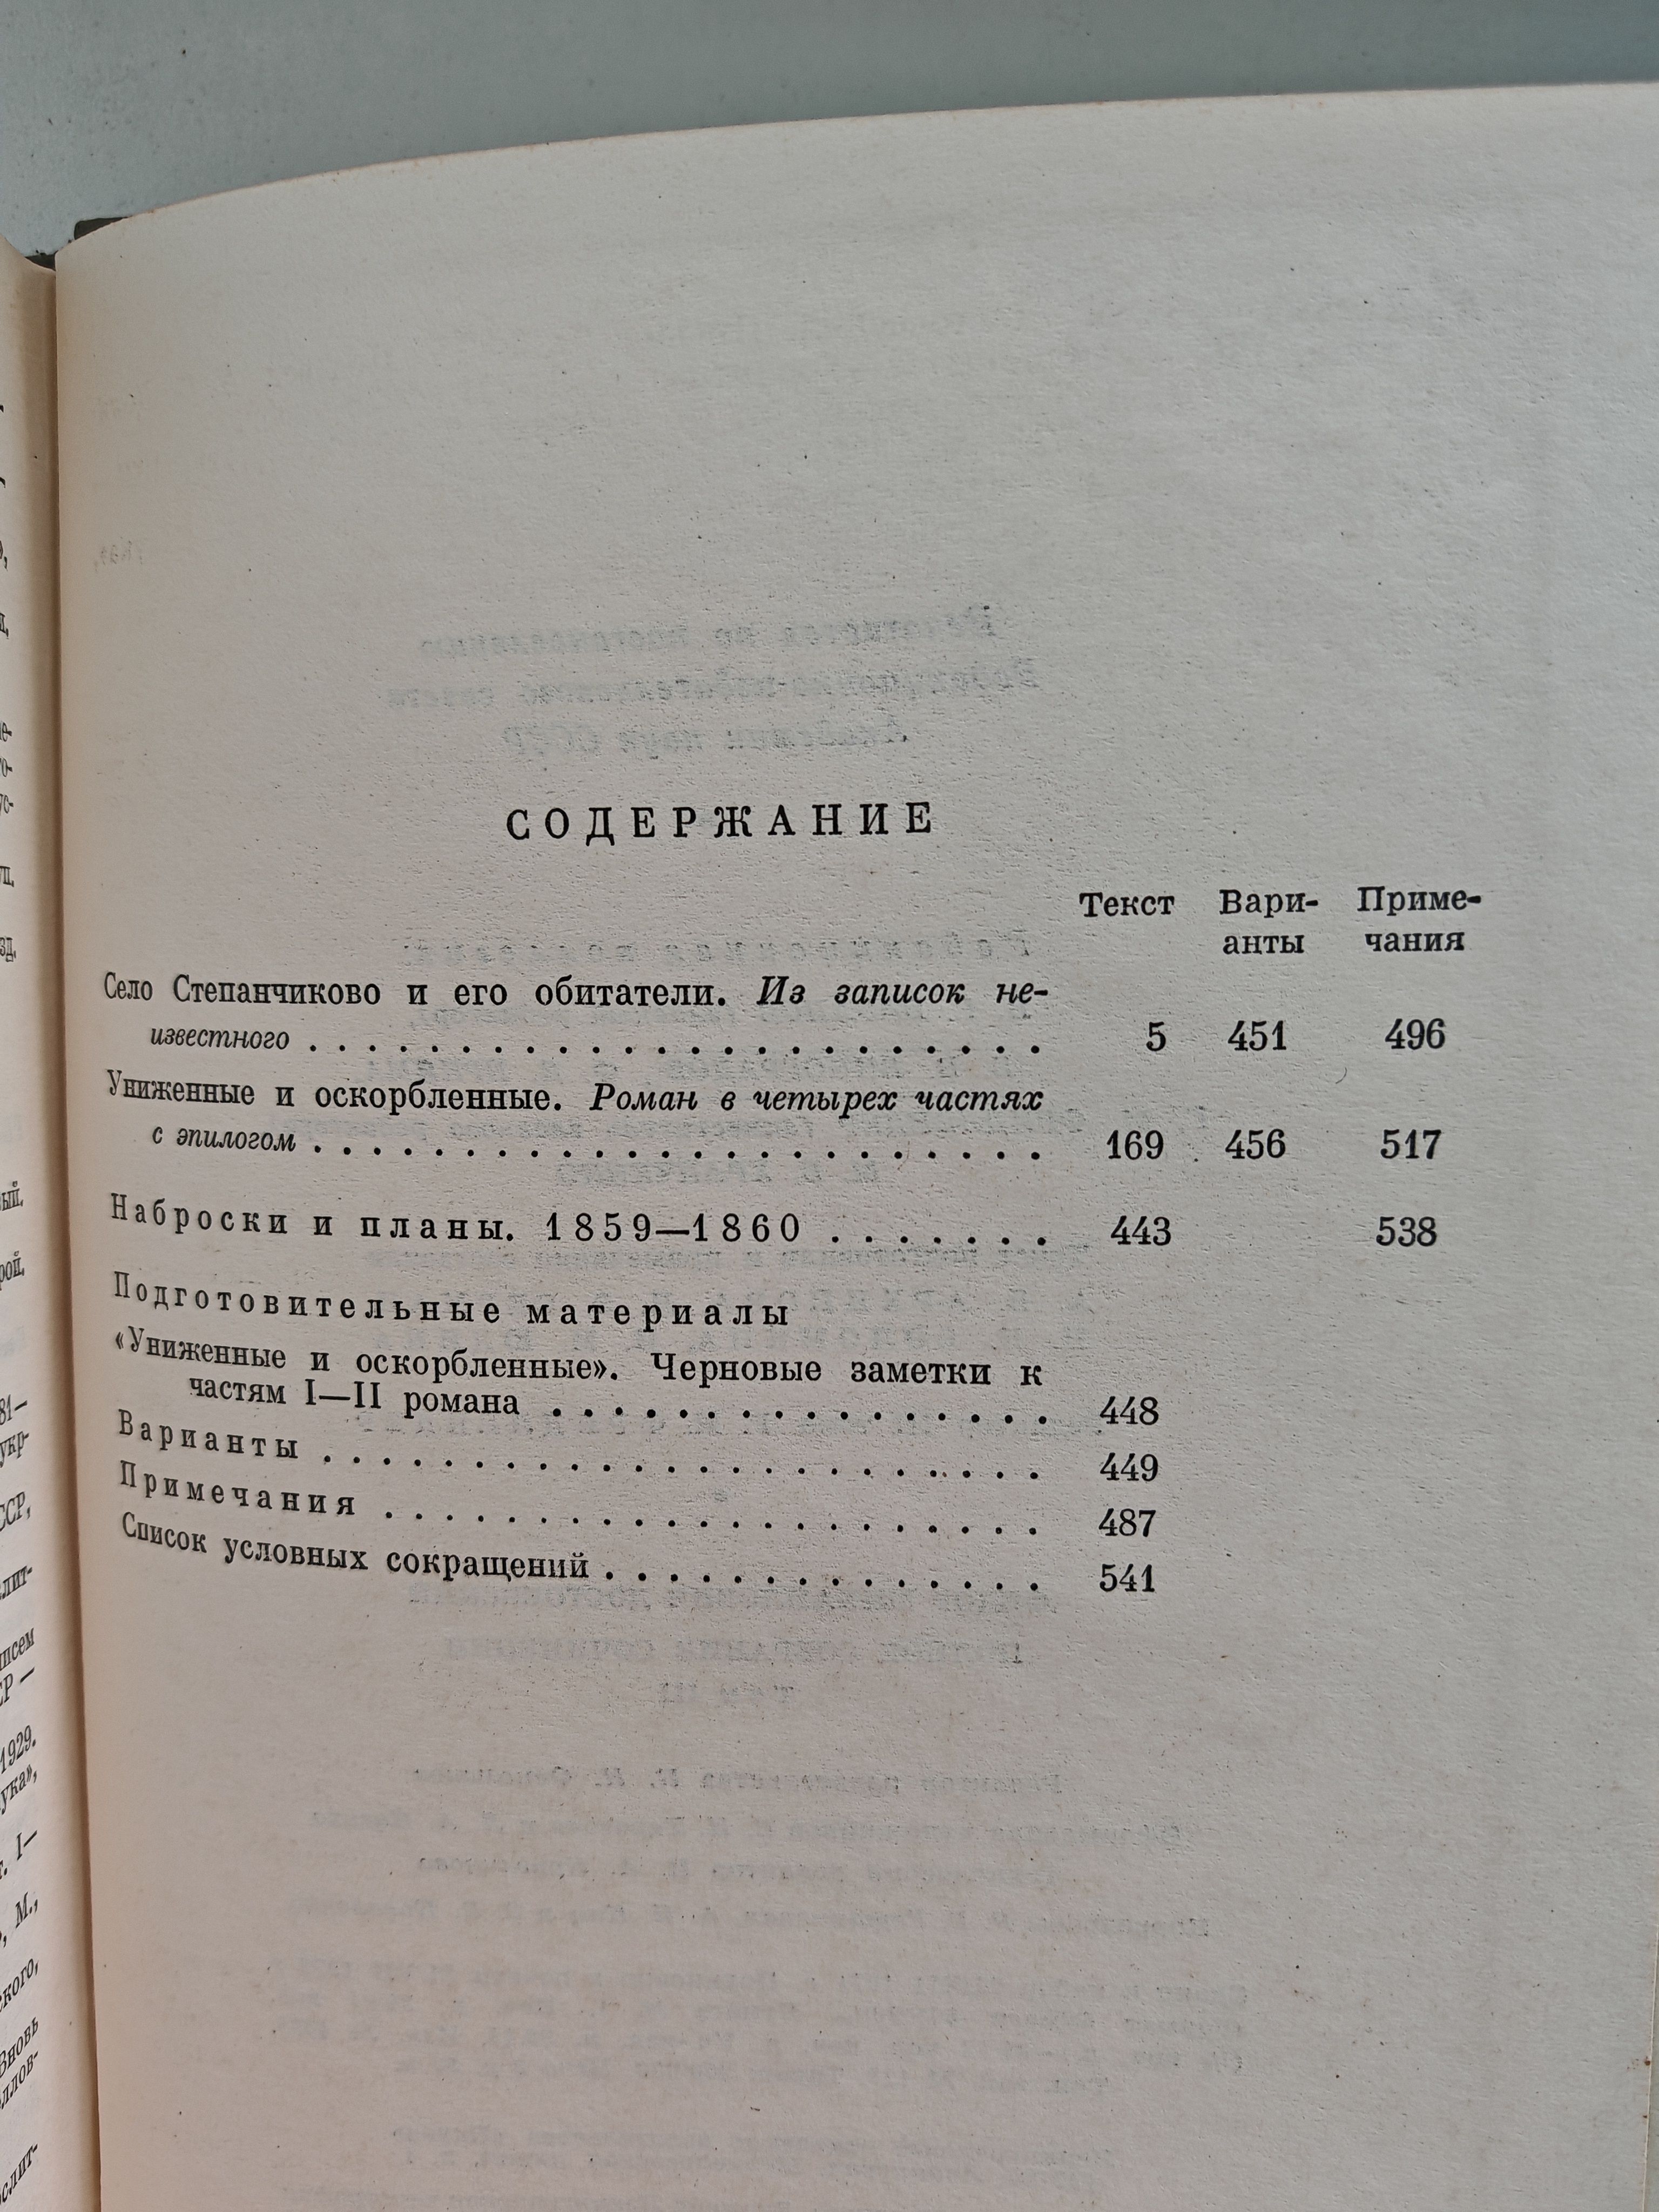 СОДЕРЖАНИЕ
Текст Вари- Приме-
анты чания
Село Степанчиково и его обитатели. Из записок не-
известного . . . . . . . . . . . . . . . . . . . . . . . . . 5 451 496
Униженные и оскорбленные. Роман в четырех частях
с эпилогом . . . . . . . . . . . . . . . . . . . . . . . . . 169 456 517
Наброски и планы. 1859—1860 . . . . . . . 443 538
Подготовительные материалы
«Униженные и оскорбленные». Черновые заметки к
частям I—II романа . . . . . . . . . . . . . . . . 448
Варианты . . . . . . . . . . . . . . . . . . . . . . . . 449
Примечания . . . . . . . . . . . . . . . . . . . . . . 487
Список условных сокращений . . . . . . . . . . . . . . 541